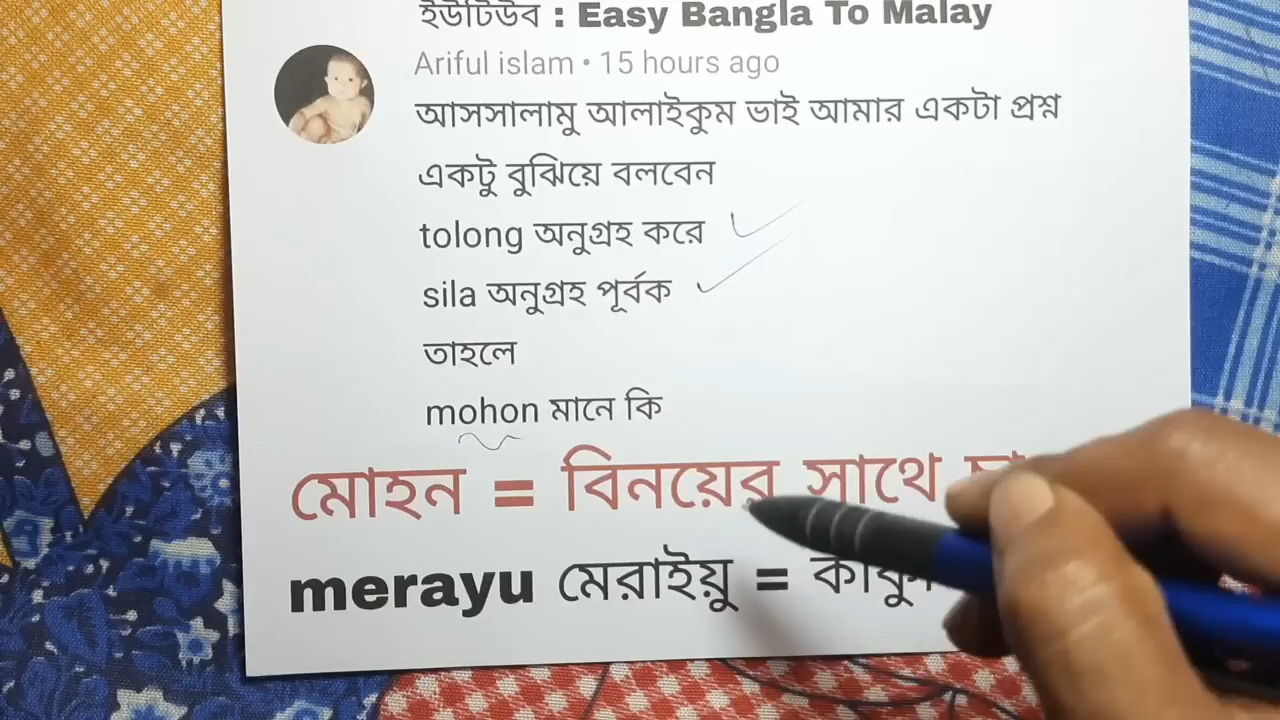 ইউটিউব : Easy Bangla To Malay
Ariful islam • 15 hours ago
আসসালামু আলাইকুম ভাই আমার একটা প্রশ্ন
একটু বুঝিয়ে বলবেন
tolong অনুগ্রহ করে
sila অনুগ্রহ পূর্বক
তাহলে
mohon মানে কি
মোহন = বিনয়ের সাথে
merayu মেরাইয়ু =